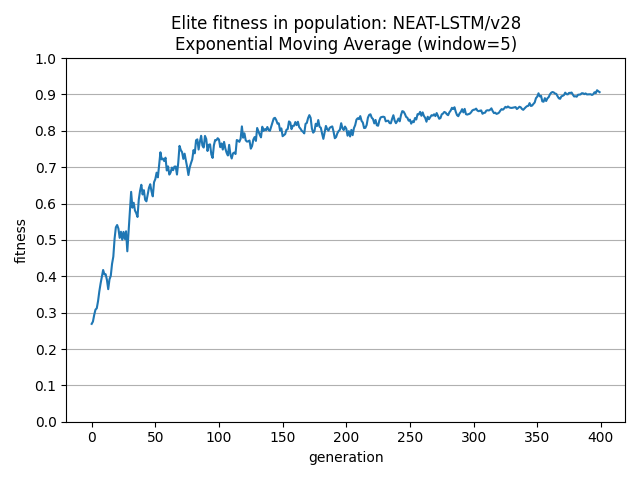 Elite fitness in population: NEAT-LSTM/v28
Exponential Moving Average (window=5)
fitness
1.0
0.9
0.8
0.7
0.6
0.5
0.4
0.3
0.2
0.1
0.0
0 50 100 150 200 250 300 350 400
generation